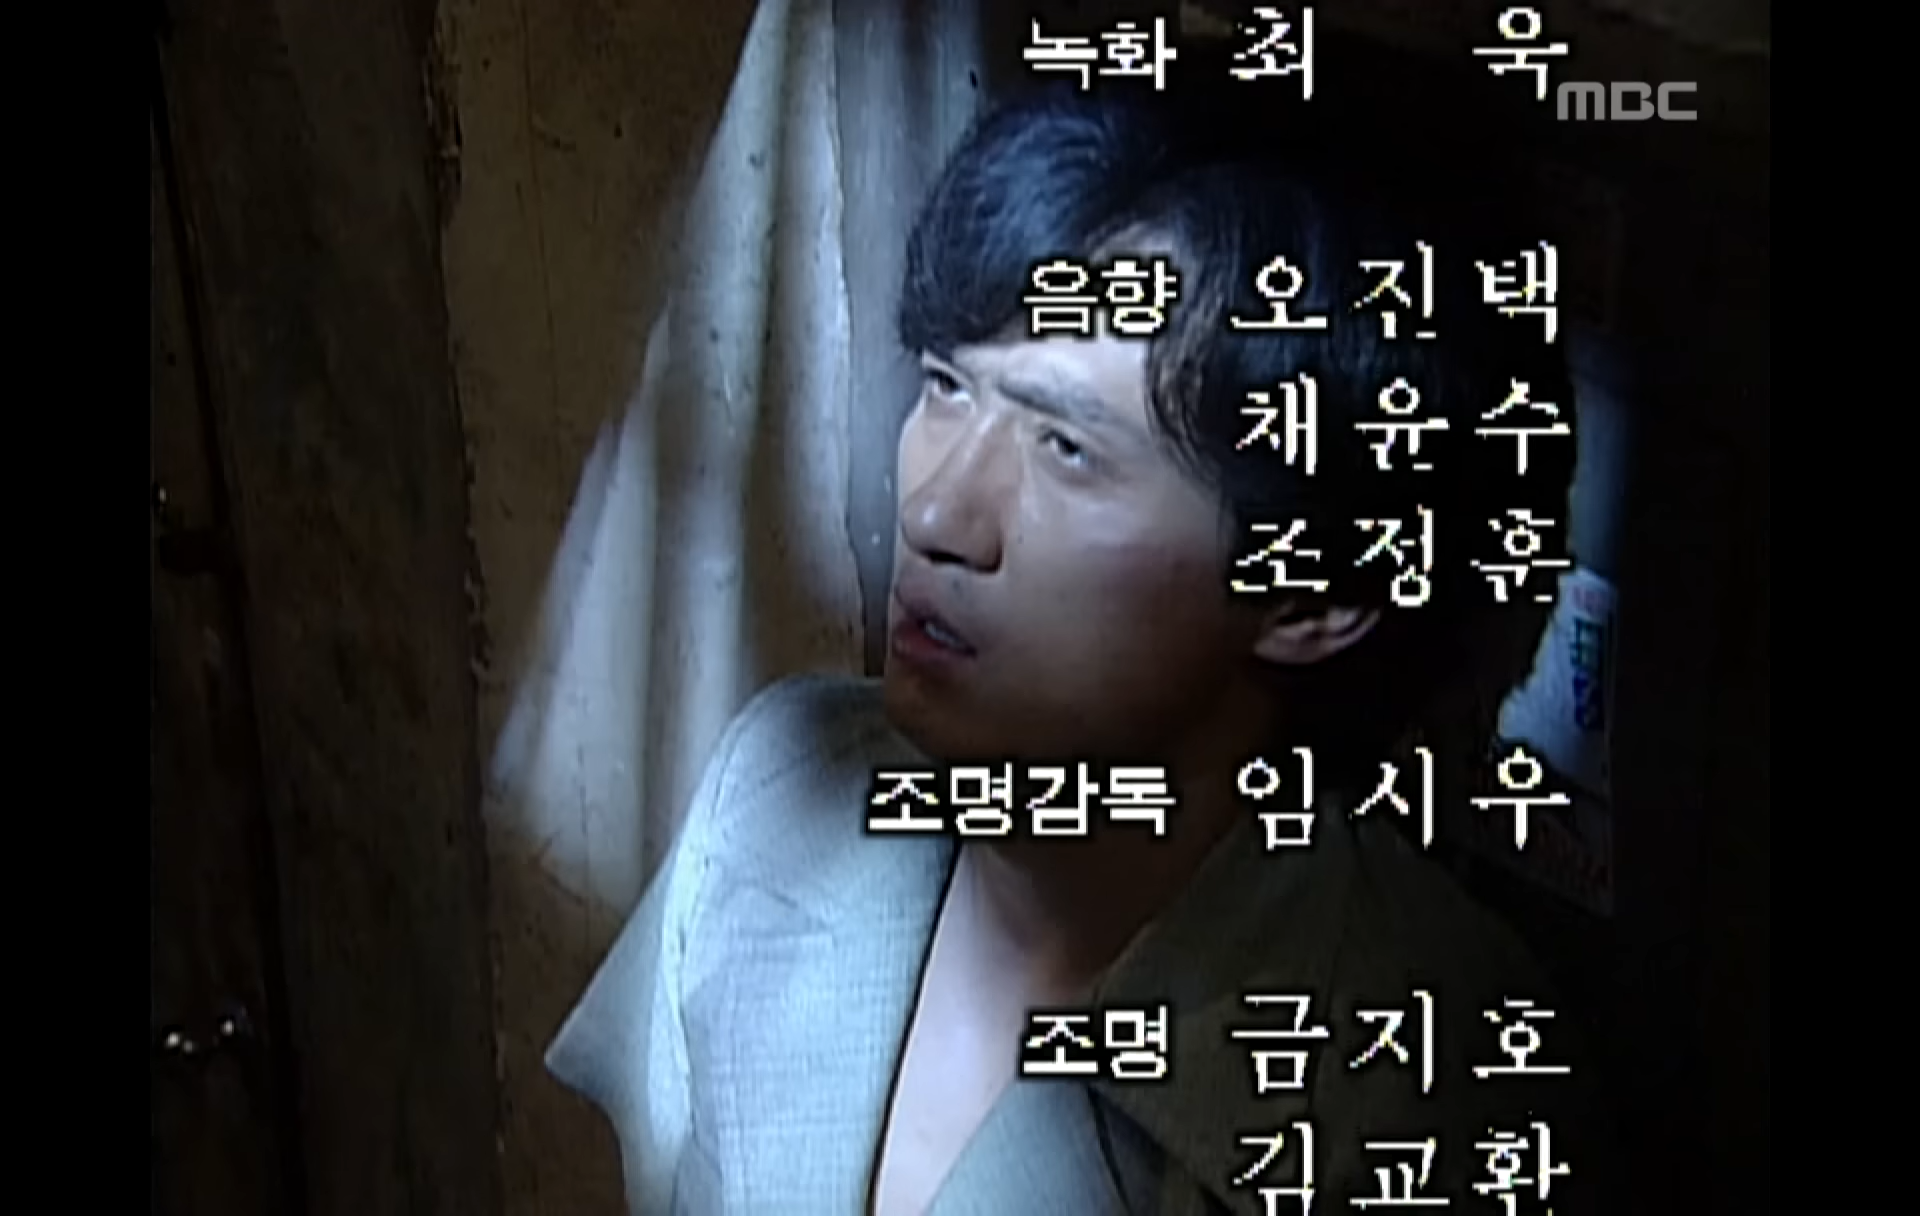 녹화 최 욱
MBC
음향 오진택
채윤수
조정훈
조명감독 임시우
조명 금지호
김교환